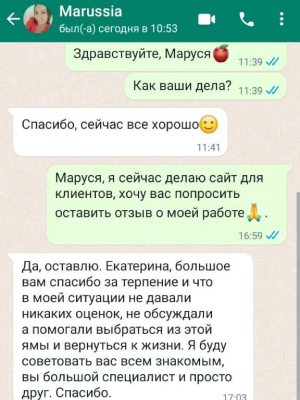 Marussia
был(-а) сегодня в 10:53
Здравствуйте, Маруся🍎
11:39
Как ваши дела?
11:39
Спасибо, сейчас все хорошо🙂
11:41
Маруся, я сейчас делаю сайт для
клиентов, хочу вас попросить
оставить отзыв о моей работе🙏.
16:59
Да, оставлю. Екатерина, большое
вам спасибо за терпение и что
в моей ситуации не давали
никаких оценок, не обсуждали
а помогали выбраться из этой
ямы и вернуться к жизни. Я буду
советовать вас всем знакомым,
вы большой специалист и просто
друг. Спасибо.
17:03